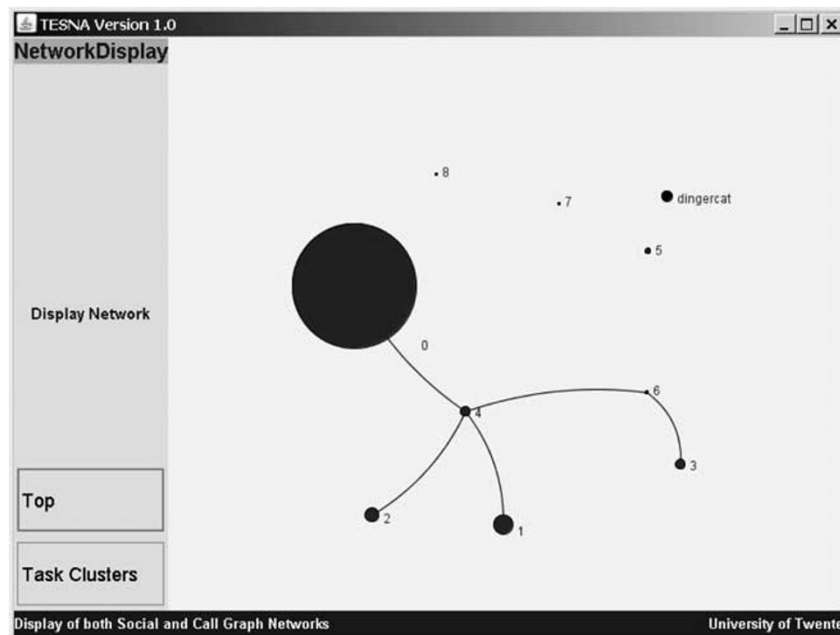 TESNA Version 1.0
NetworkDisplay
8
7
dingercat
5
Display Network
0
6
4
3
Top
2
1
Task Clusters
Display of both Social and Call Graph Networks
University of Twente